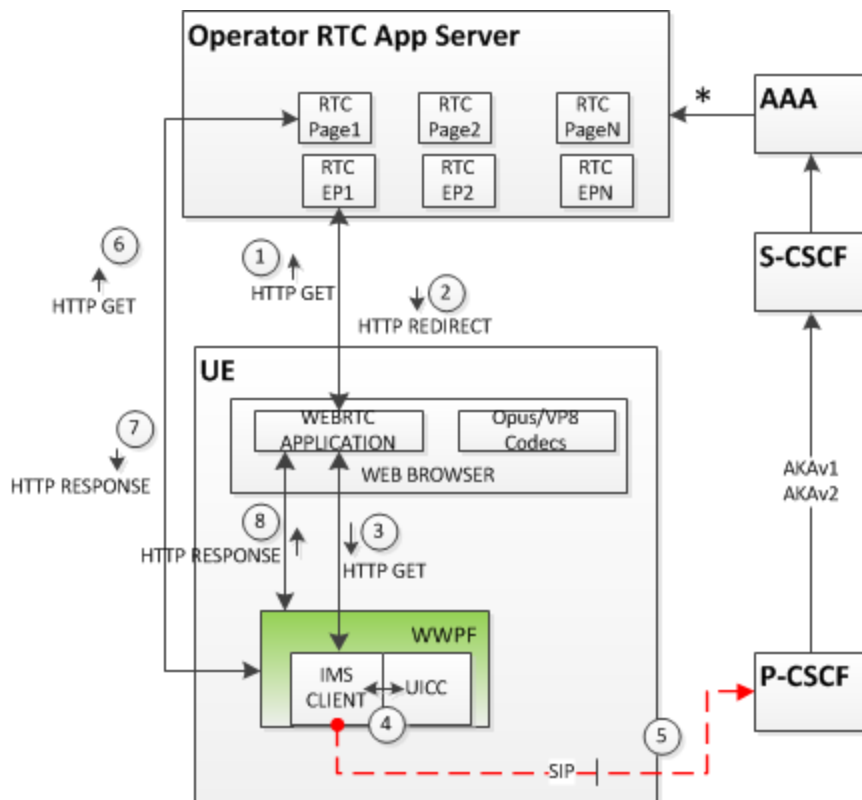 Operator RTC App Server
RTC
Page1
RTC
Page2
RTC
PageN
RTC
EP1
RTC
EP2
RTC
EPN
*
AAA
S-CSCF
6
HTTP GET
1
HTTP GET
2
HTTP REDIRECT
UE
WEBRTC
APPLICATION
Opus/VP8
Codecs
WEB BROWSER
7
HTTP RESPONSE
AKAv1
AKAv2
8
HTTP RESPONSE
3
HTTP GET
WWPF
IMS
CLIENT
UICC
4
P-CSCF
5
SIP